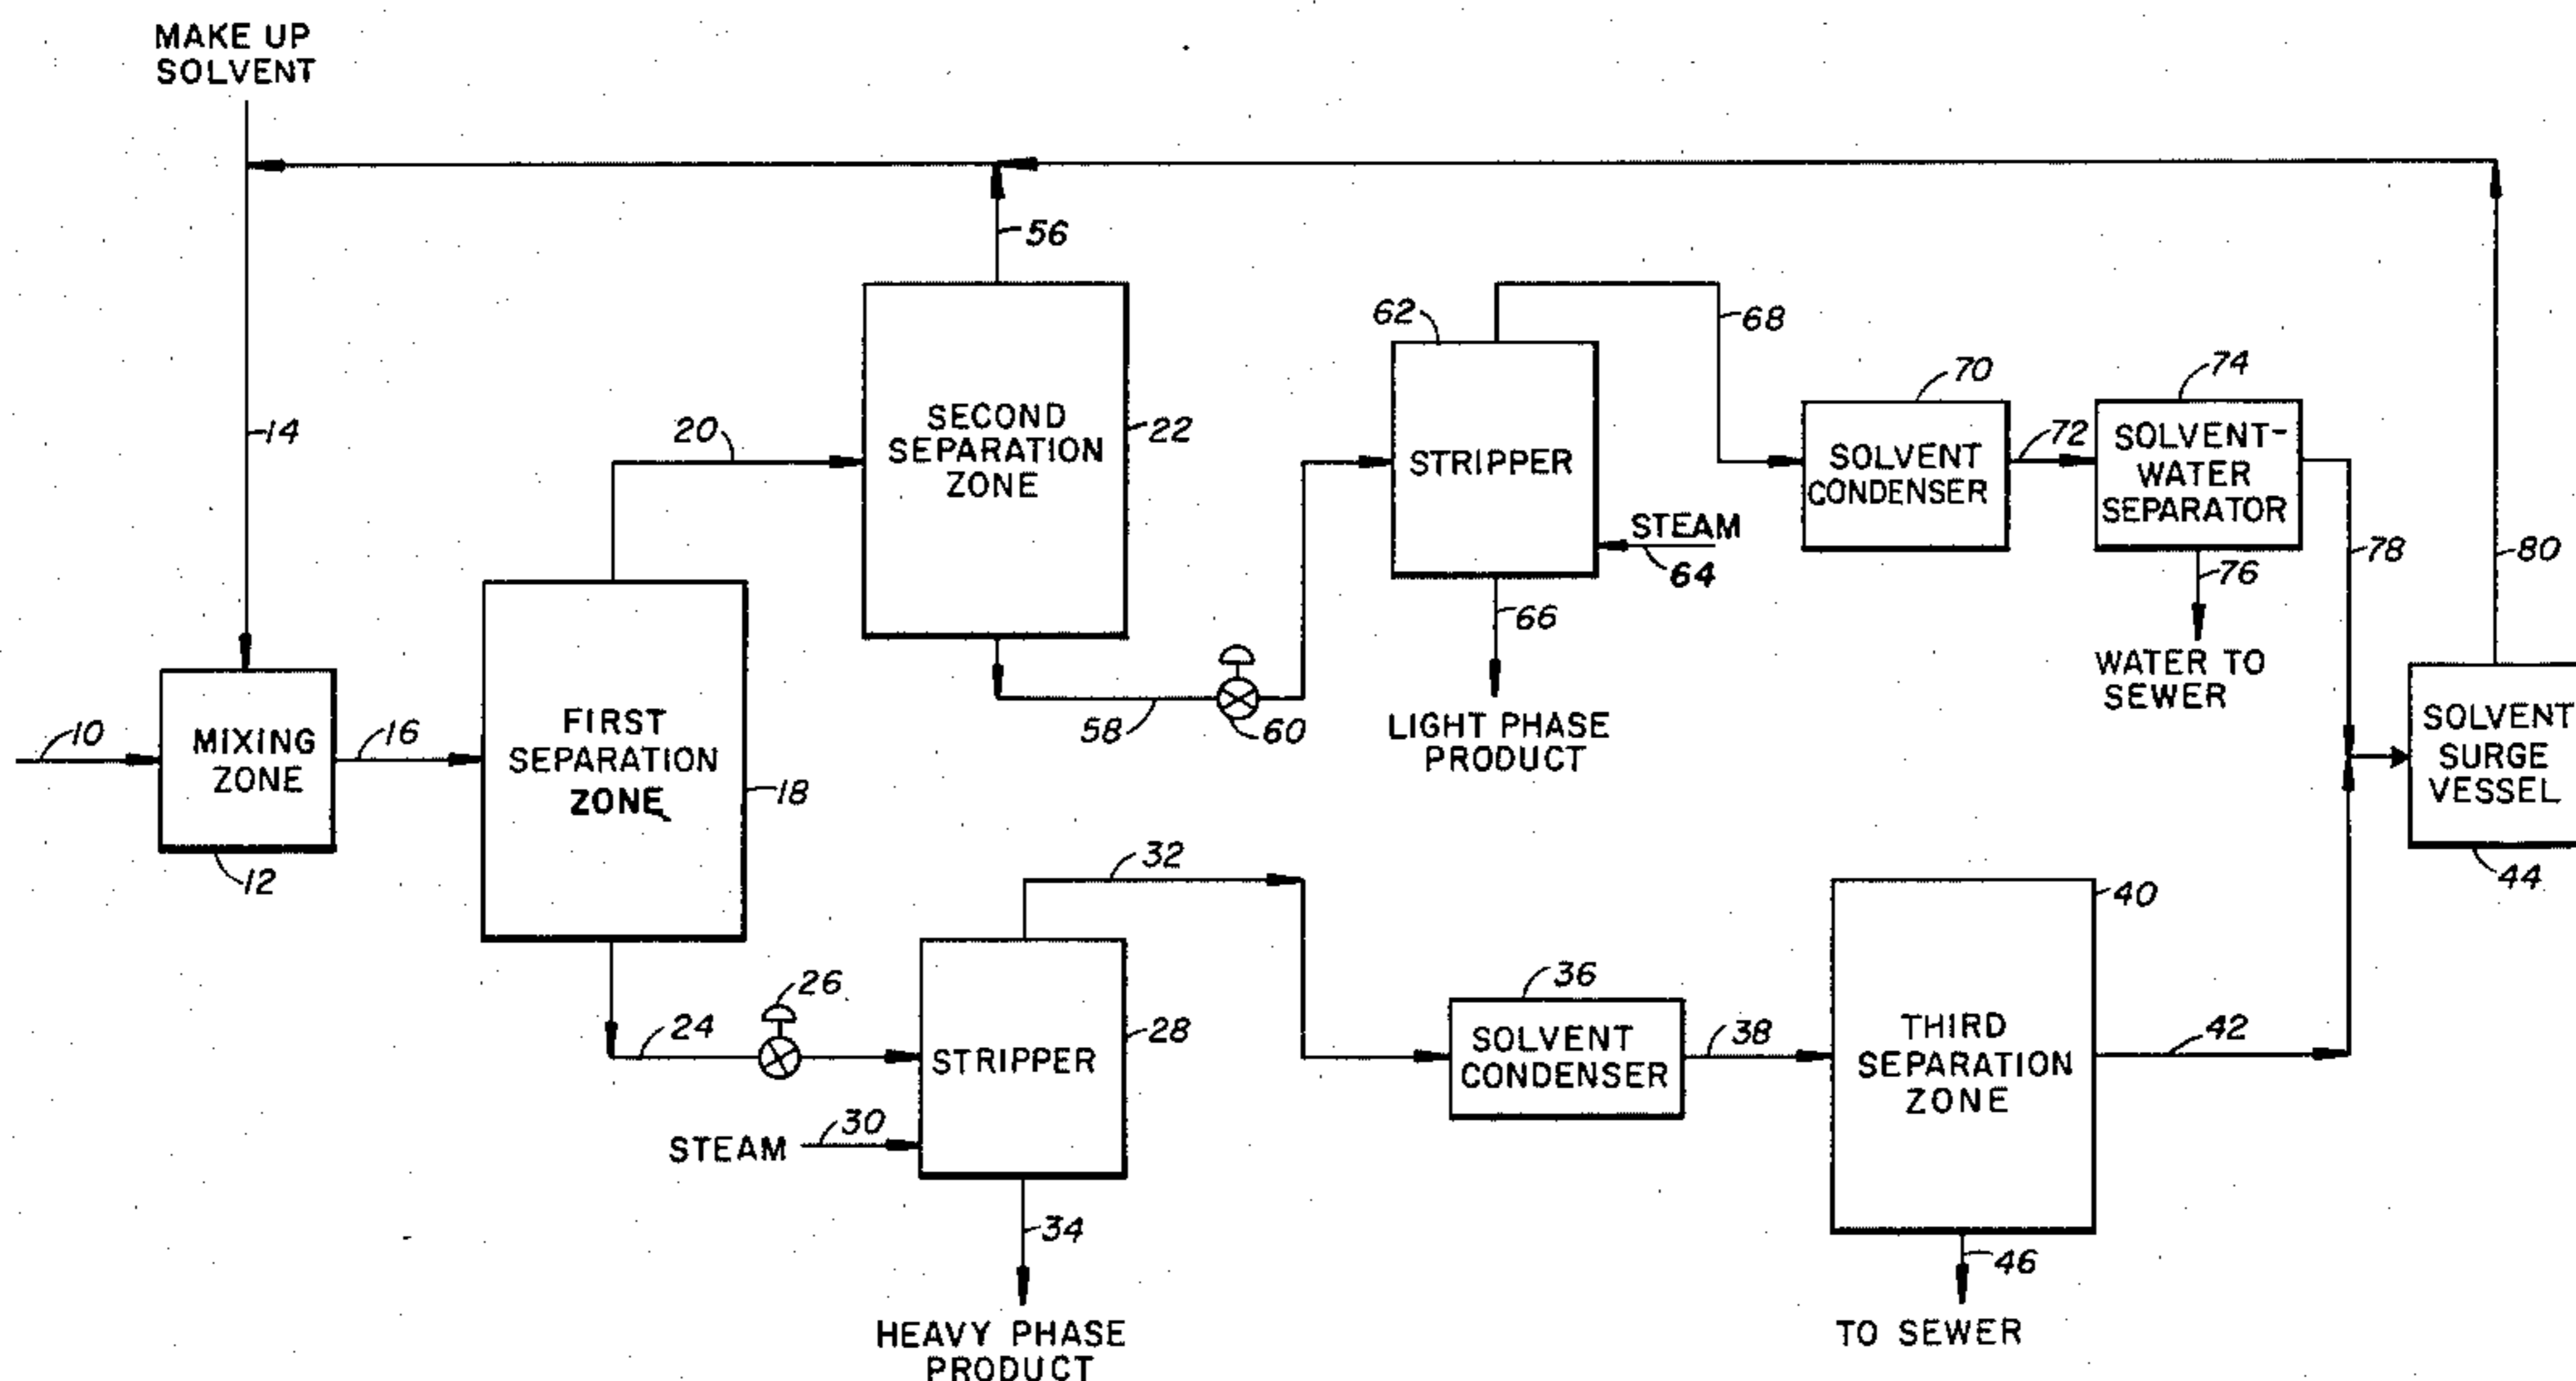 MAKE UP
SOLVENT
56
62
68
70
74
14
20
SECOND
SEPARATION
ZONE
22
STRIPPER
SOLVENT
CONDENSER
72
SOLVENT-
WATER
SEPARATOR
STEAM
64
66
76
78
80
10
MIXING
ZONE
12
16
FIRST
SEPARATION
ZONE
18
58
60
LIGHT PHASE
PRODUCT
WATER TO
SEWER
SOLVENT
SURGE
VESSEL
44
32
24
26
STRIPPER
28
STEAM
30
34
HEAVY PHASE
PRODUCT
36
SOLVENT
CONDENSER
38
THIRD
SEPARATION
ZONE
40
42
46
TO SEWER